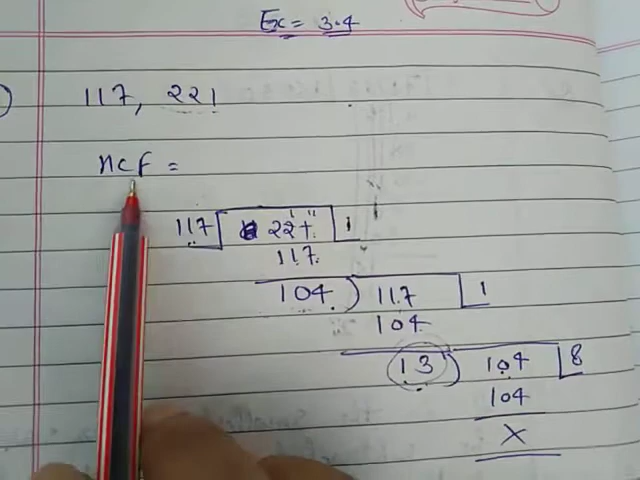 Ex = 3.4
) 117, 221
HCF =
117 221 1
117
104 ) 117 1
104
13 ) 104 8
104
X